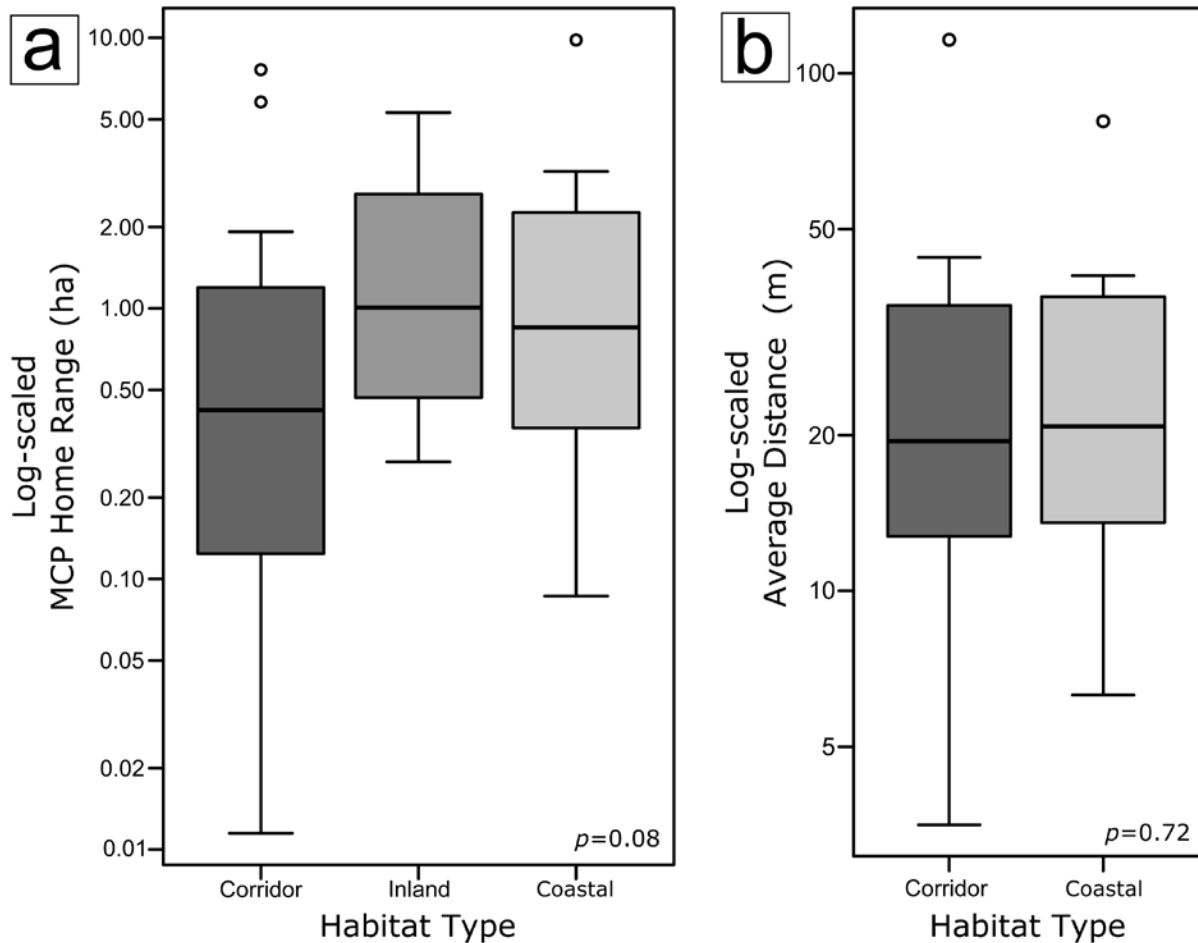 a
Log-scaled
MCP Home Range (ha)
10.00
5.00
2.00
1.00
0.50
0.20
0.10
0.05
0.02
0.01
p=0.08
Corridor Inland Coastal
Habitat Type
b
Log-scaled
Average Distance (m)
100
50
20
10
5
p=0.72
Corridor Coastal
Habitat Type